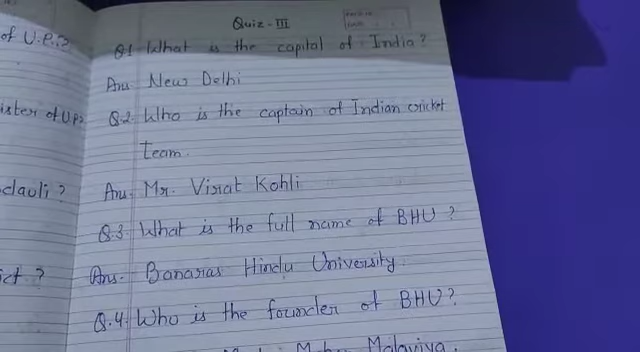 of U.P.?
ister of U.P?
dauli ?
ict ?
Quiz - III
Q.1 What is the capital of India?
Ans. New Delhi
Q.2. Who is the captain of Indian cricket
team.
Ans. Mr. Virat Kohli
Q.3. What is the full name of BHU ?
Ans. Banaras Hindu University.
Q.4. Who is the founder of BHU?
Malaviya.